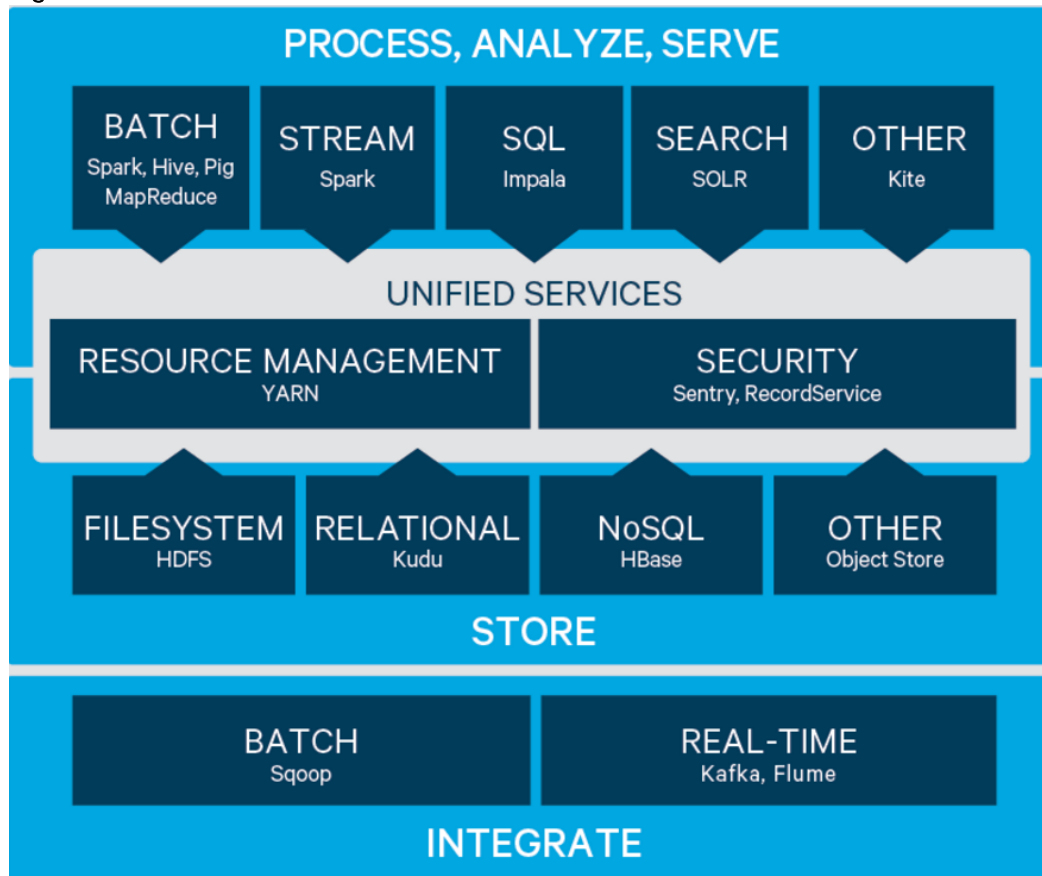 PROCESS, ANALYZE, SERVE
BATCH
Spark, Hive, Pig
MapReduce
STREAM
Spark
SQL
Impala
SEARCH
SOLR
OTHER
Kite
UNIFIED SERVICES
RESOURCE MANAGEMENT
YARN
SECURITY
Sentry, RecordService
FILESYSTEM
HDFS
RELATIONAL
Kudu
NoSQL
HBase
OTHER
Object Store
STORE
BATCH
Sqoop
REAL-TIME
Kafka, Flume
INTEGRATE